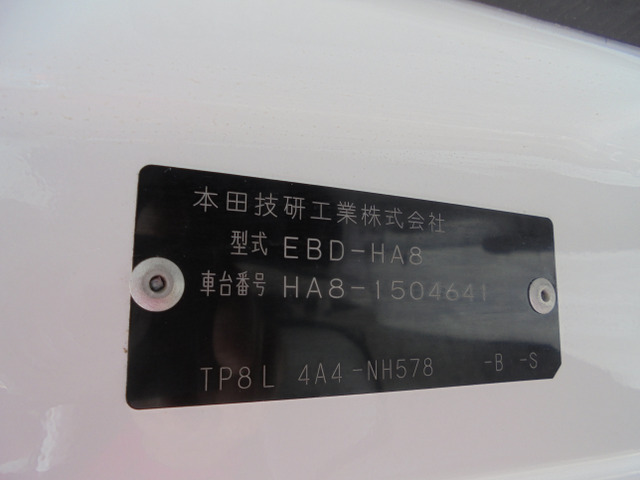 本田技研工業株式会社
型式 EBD-HA8
車台番号 HA8-1504641
TP8L 4A4-NH578 -B -S